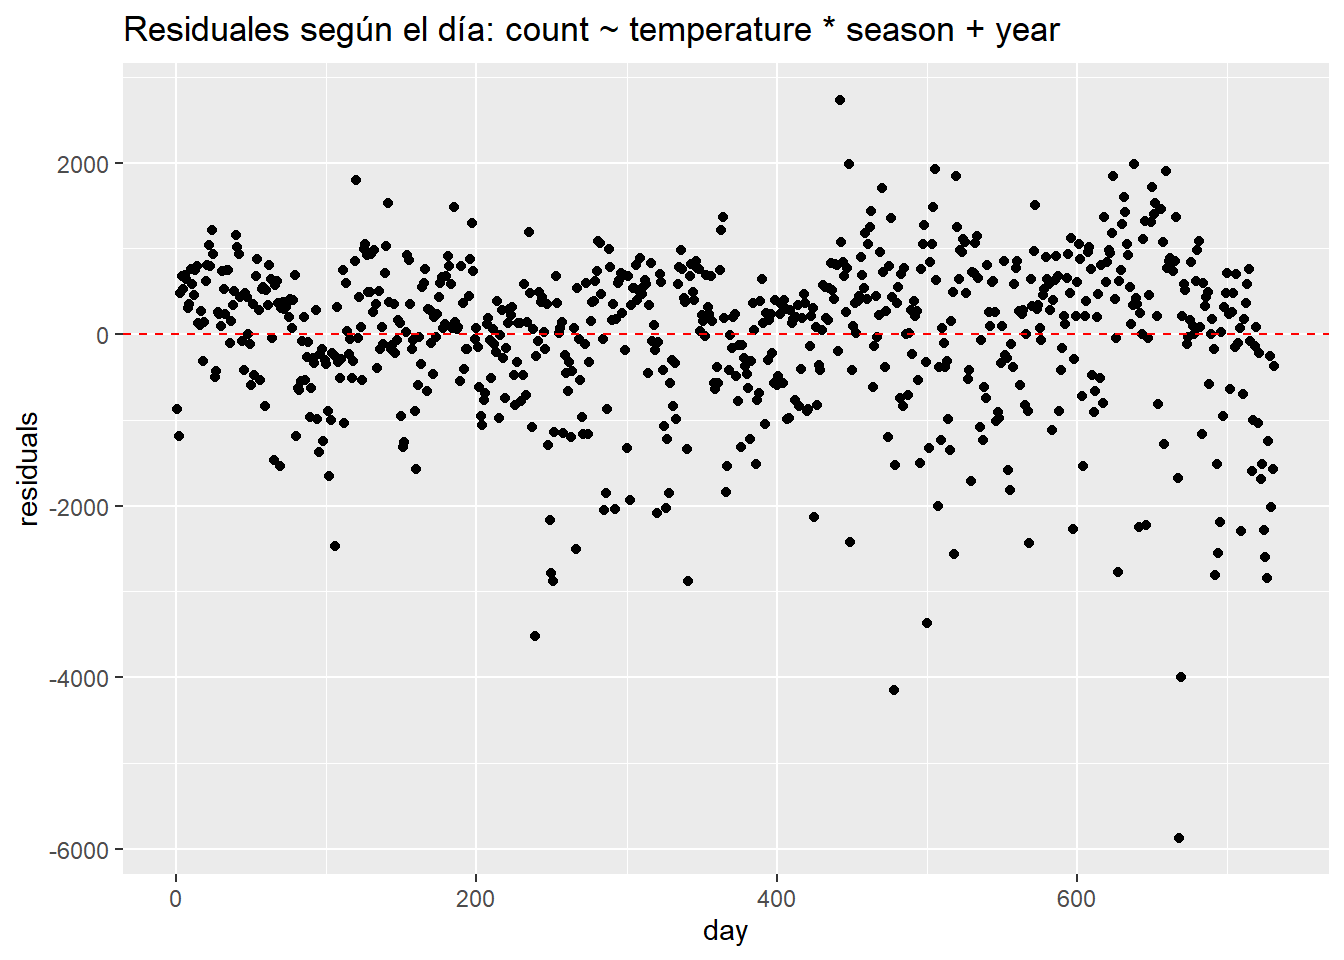 Residuales según el día: count ~ temperature * season + year
residuals
2000
0
-2000
-4000
-6000
0 200 400 600
day